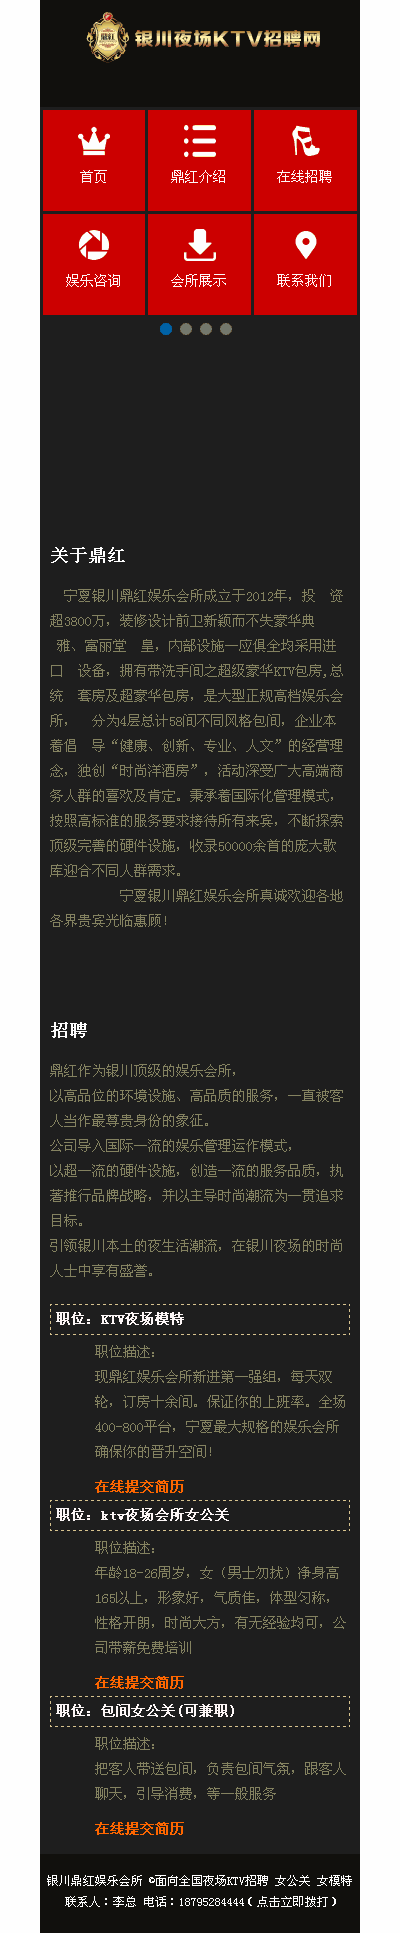 鼎红
银川夜场KTV招聘网
首页
鼎红介绍
在线招聘
娱乐咨询
会所展示
联系我们
关于鼎红
宁夏银川鼎红娱乐会所成立于2012年，投　资
超3800万，装修设计前卫新颖而不失豪华典
雅、富丽堂　皇，内部设施一应俱全均采用进
口　设备，拥有带洗手间之超级豪华KTV包房,总
统　套房及超豪华包房，是大型正规高档娱乐会
所，　分为4层总计58间不同风格包间，企业本
着倡　导“健康、创新、专业、人文”的经营理
念，独创“时尚洋酒房”，活动深受广大高端商
务人群的喜欢及肯定。秉承着国际化管理模式，
按照高标准的服务要求接待所有来宾，不断探索
顶级完善的硬件设施，收录50000余首的庞大歌
库迎合不同人群需求。
宁夏银川鼎红娱乐会所真诚欢迎各地
各界贵宾光临惠顾！
招聘
鼎红作为银川顶级的娱乐会所，
以高品位的环境设施、高品质的服务，一直被客
人当作最尊贵身份的象征。
公司导入国际一流的娱乐管理运作模式，
以超一流的硬件设施，创造一流的服务品质，执
著推行品牌战略，并以主导时尚潮流为一贯追求
目标。
引领银川本土的夜生活潮流，在银川夜场的时尚
人士中享有盛誉。
职位：KTV夜场模特
职位描述：
现鼎红娱乐会所新进第一强组，每天双
轮，订房十余间。保证你的上班率。全场
400-800平台，宁夏最大规格的娱乐会所
确保你的晋升空间！
在线提交简历
职位：ktv夜场会所女公关
职位描述：
年龄18-26周岁，女（男士勿扰）净身高
165以上，形象好，气质佳，体型匀称，
性格开朗，时尚大方，有无经验均可，公
司带薪免费培训
在线提交简历
职位：包间女公关(可兼职)
职位描述：
把客人带送包间，负责包间气氛，跟客人
聊天，引导消费，等一般服务
在线提交简历
银川鼎红娱乐会所 ©面向全国夜场KTV招聘 女公关 女模特
联系人：李总 电话：18795284444（点击立即拨打）